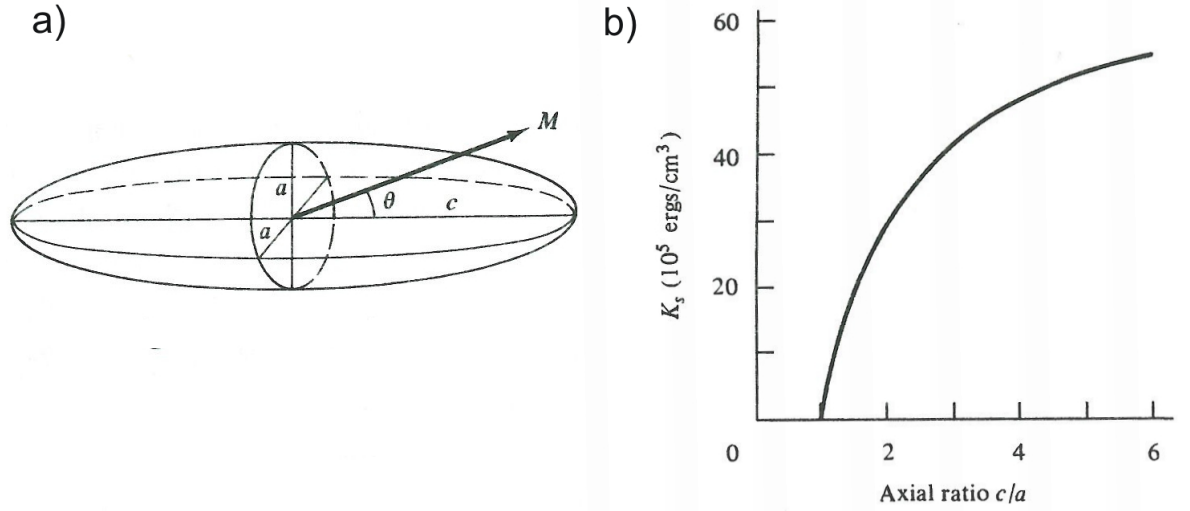 a)
M
a
θ
c
a
b)
60
40
20
0
2
4
6
K_s (10^5 ergs/cm^3)
Axial ratio c/a